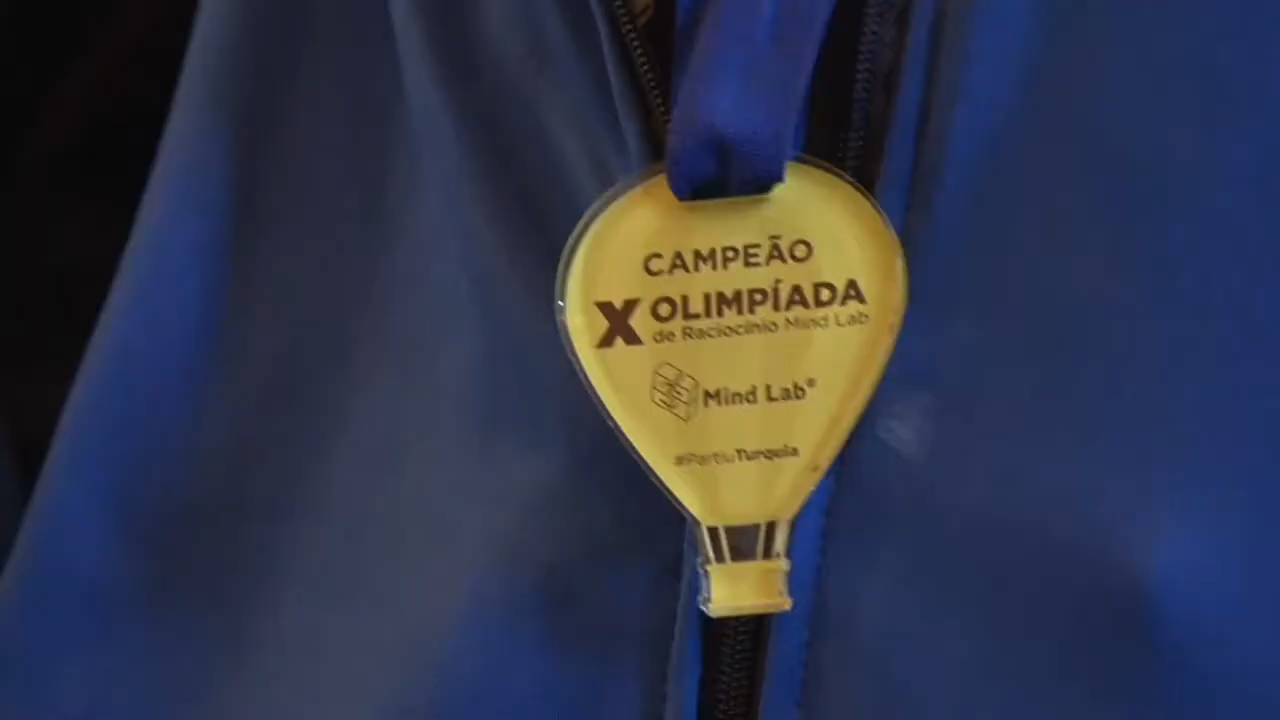 CAMPEÃO
X OLIMPÍADA
de Raciocínio Mind Lab
Mind Lab®
#PartiuTurquia